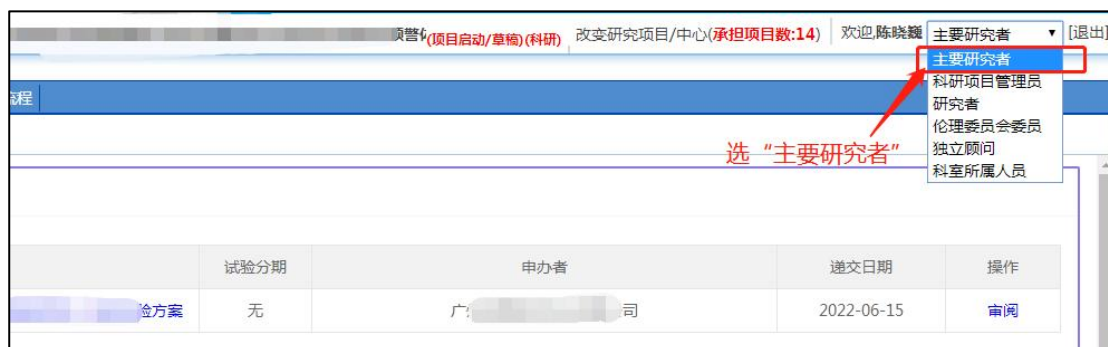 (项目启动/草稿)(科研) 改变研究项目/中心(承担项目数:14) 欢迎,陈晓巍 主要研究者 [退出]
主要研究者
科研项目管理员
流程
研究者
伦理委员会委员
选“主要研究者” 独立顾问
科室所属人员
试验分期 申办者 递交日期 操作
验方案 无 广 司 2022-06-15 审阅